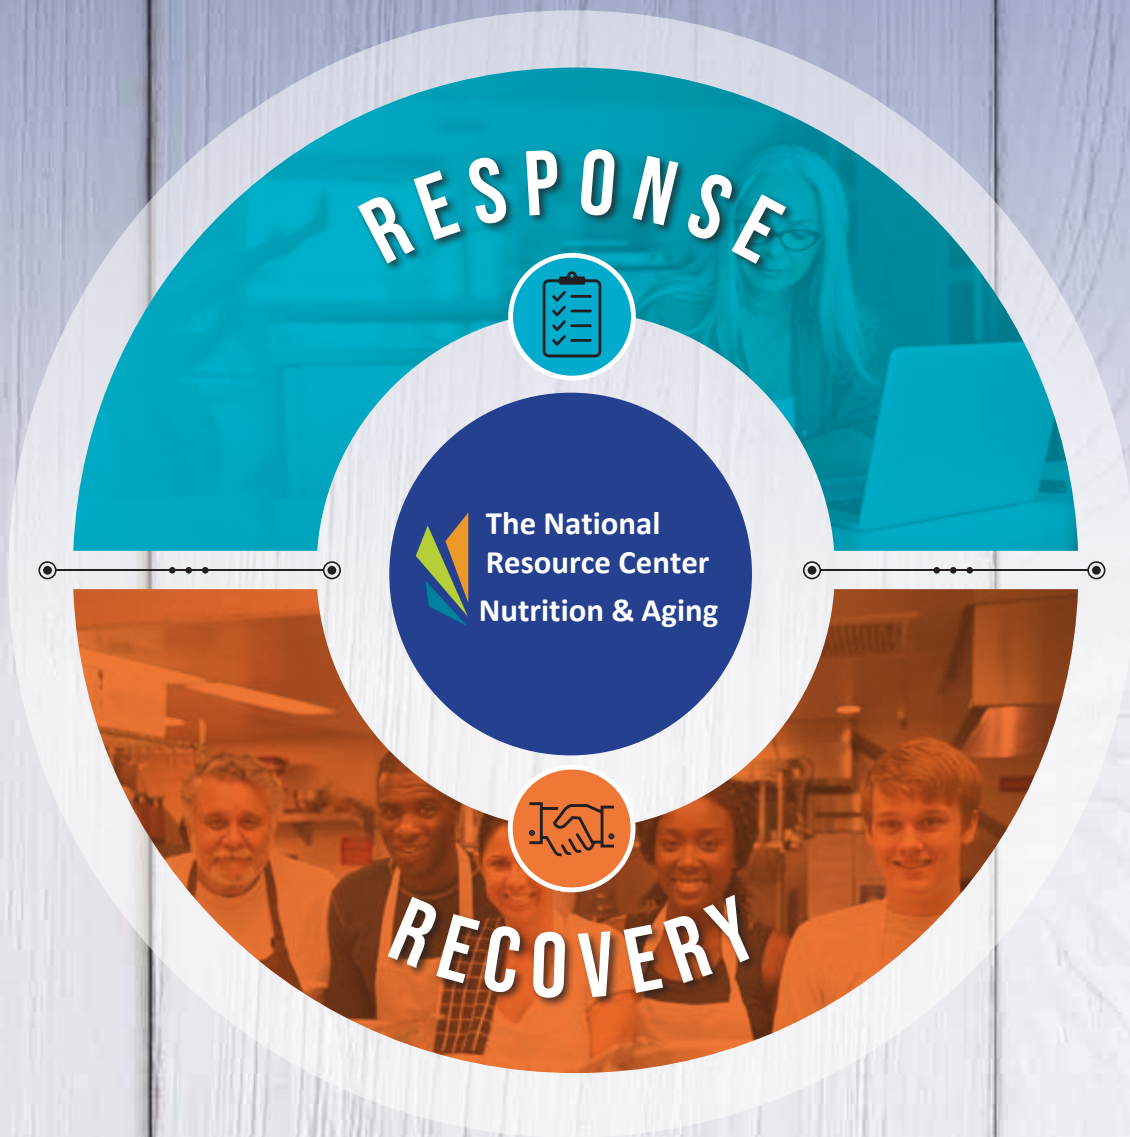 RESPONSE
The National
Resource Center
Nutrition & Aging
RECOVERY